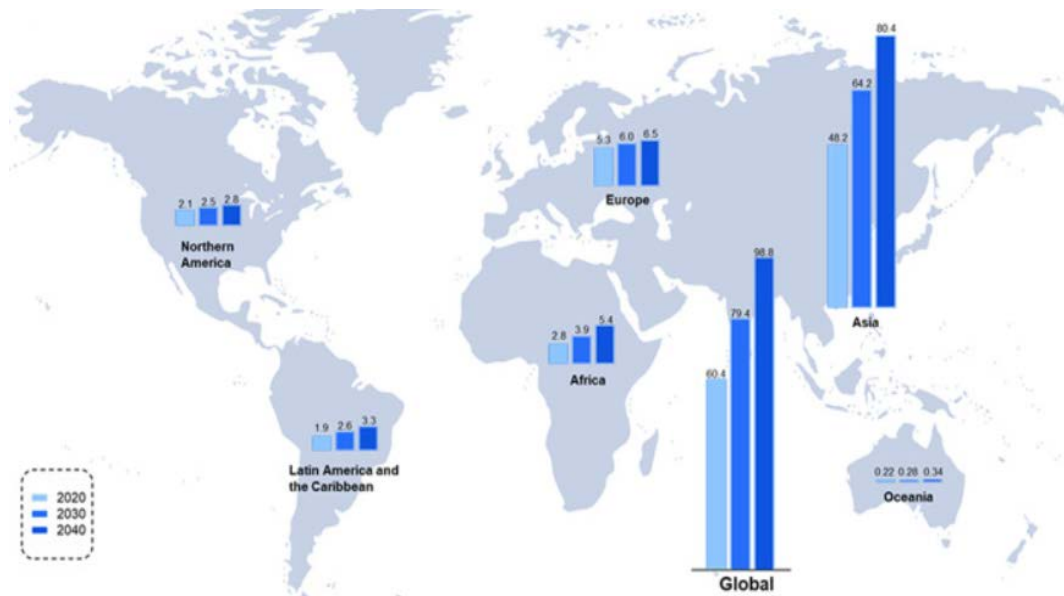 80.4
64.2
48.2
5.3 6.0 6.5
Europe
2.1 2.5 2.8
Northern
America
98.8
79.4
60.4
Asia
2.8 3.9 5.4
Africa
1.9 2.6 3.3
Latin America and
the Caribbean
0.22 0.28 0.34
Oceania
2020
2030
2040
Global